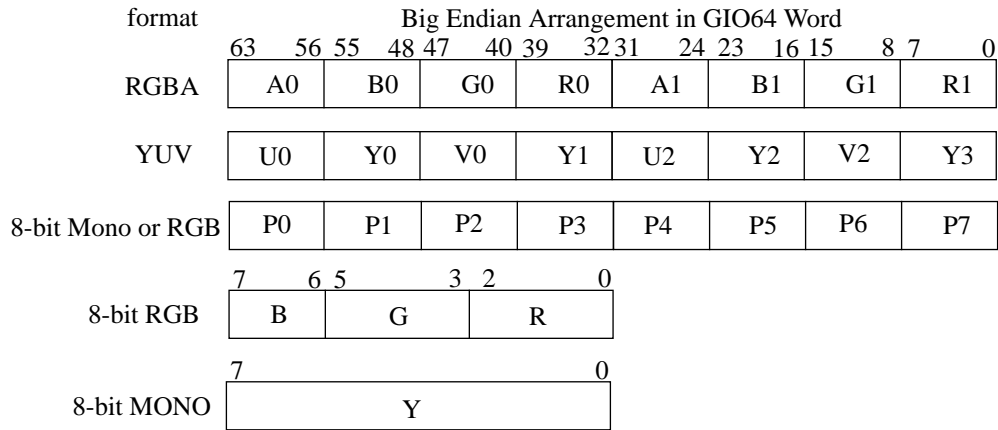 format Big Endian Arrangement in GIO64 Word
63 56 55 48 47 40 39 32 31 24 23 16 15 8 7 0
RGBA A0 B0 G0 R0 A1 B1 G1 R1
YUV U0 Y0 V0 Y1 U2 Y2 V2 Y3
8-bit Mono or RGB P0 P1 P2 P3 P4 P5 P6 P7
7 6 5 3 2 0
8-bit RGB B G R
7 0
8-bit MONO Y